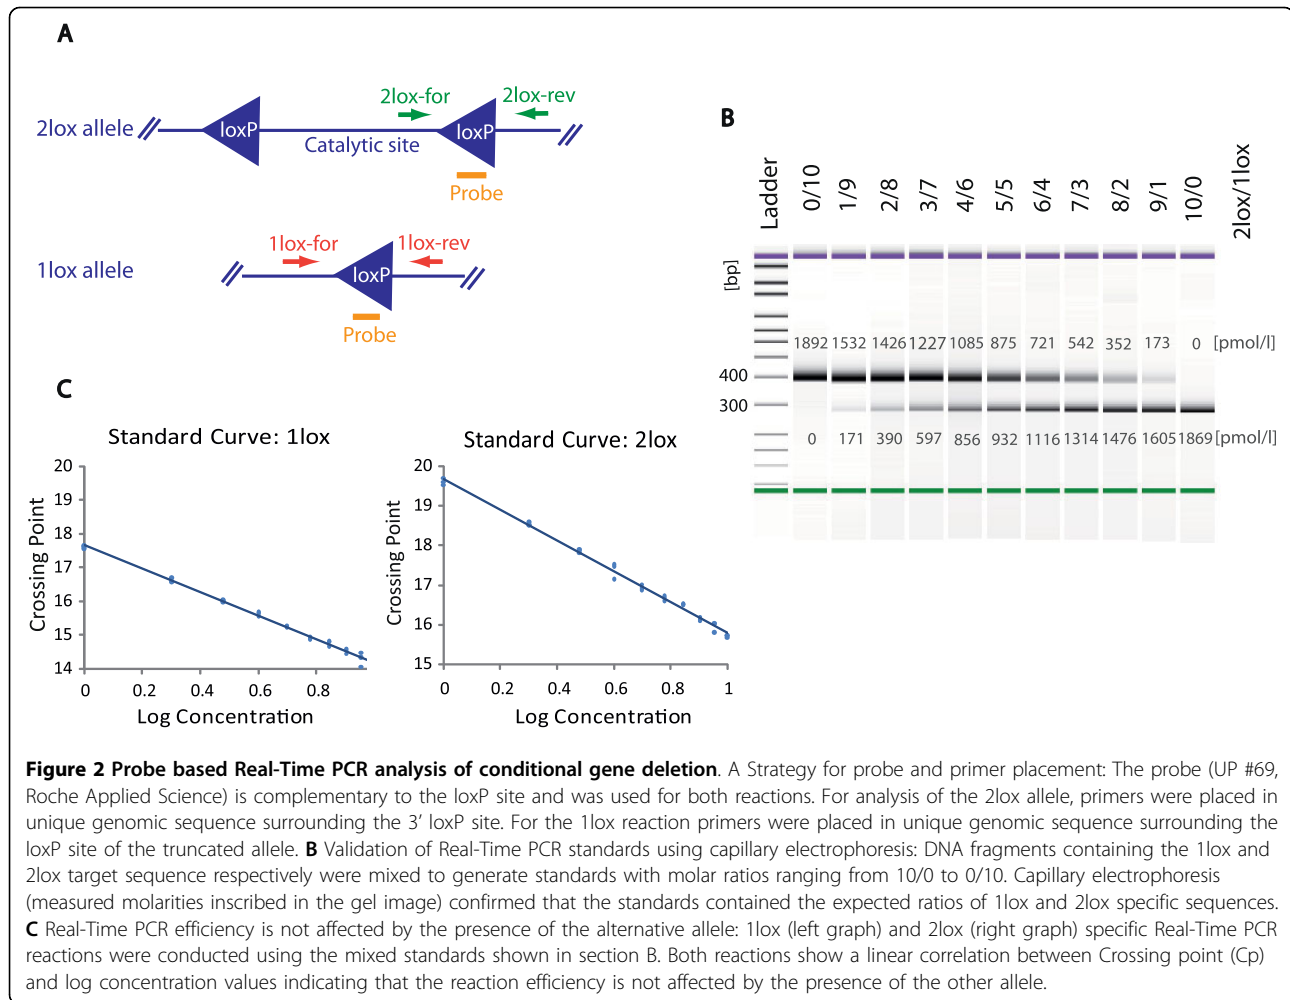 A
2lox-for
2lox-rev
2lox allele
loxP
loxP
Catalytic site
Probe
1lox-for
1lox-rev
1lox allele
loxP
Probe
B
Ladder
0/10
1/9
2/8
3/7
4/6
5/5
6/4
7/3
8/2
9/1
10/0
2lox/1lox
[bp]
1892 1532 1426 1227 1085 875 721 542 352 173 0 [pmol/l]
400
300
0 171 390 597 856 932 1116 1314 1476 1605 1869 [pmol/l]
C
Standard Curve: 1lox
20
19
18
17
16
15
14
Crossing Point
0 0.2 0.4 0.6 0.8
Log Concentration
Standard Curve: 2lox
20
19
18
17
16
15
Crossing Point
0 0.2 0.4 0.6 0.8 1
Log Concentration
Figure 2 Probe based Real-Time PCR analysis of conditional gene deletion. A Strategy for probe and primer placement: The probe (UP #69,
Roche Applied Science) is complementary to the loxP site and was used for both reactions. For analysis of the 2lox allele, primers were placed in
unique genomic sequence surrounding the 3' loxP site. For the 1lox reaction primers were placed in unique genomic sequence surrounding the
loxP site of the truncated allele. B Validation of Real-Time PCR standards using capillary electrophoresis: DNA fragments containing the 1lox and
2lox target sequence respectively were mixed to generate standards with molar ratios ranging from 10/0 to 0/10. Capillary electrophoresis
(measured molarities inscribed in the gel image) confirmed that the standards contained the expected ratios of 1lox and 2lox specific sequences.
C Real-Time PCR efficiency is not affected by the presence of the alternative allele: 1lox (left graph) and 2lox (right graph) specific Real-Time PCR
reactions were conducted using the mixed standards shown in section B. Both reactions show a linear correlation between Crossing point (Cp)
and log concentration values indicating that the reaction efficiency is not affected by the presence of the other allele.